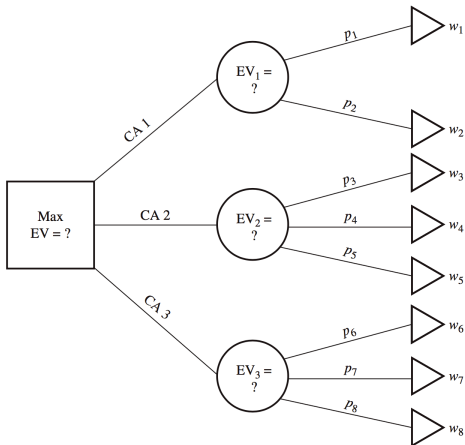 Max
EV = ?
CA 1
CA 2
CA 3
EV₁ =
?
p₁
p₂
w₁
w₂
EV₂ =
?
p₃
p₄
p₅
w₃
w₄
w₅
EV₃ =
?
p₆
p₇
p₈
w₆
w₇
w₈